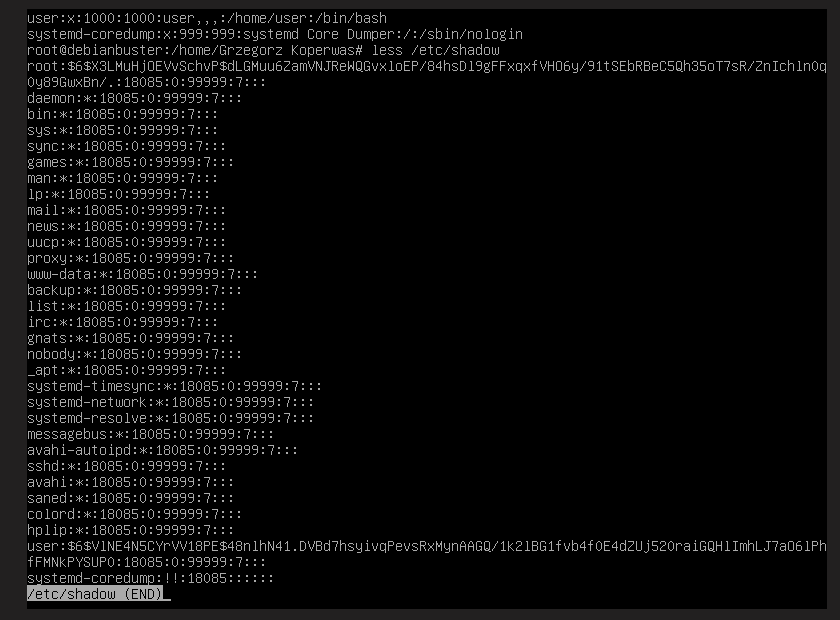 user:x:1000:1000:user,,,:/home/user:/bin/bash
systemd-coredump:x:999:999:systemd Core Dumper:/:/sbin/nologin
root@debianbuster:/home/Grzegorz Koperwas# less /etc/shadow
root:$6$X3LMuHjOEVvSchvP$dLGMuu6ZamVNJReWQGvxloEP/84hsDl9gFFxqxfVHO6y/91tSEbRBeC5Qh35oT7sR/ZnIchln0q
0y89GwxBn/.:18085:0:99999:7:::
daemon:*:18085:0:99999:7:::
bin:*:18085:0:99999:7:::
sys:*:18085:0:99999:7:::
sync:*:18085:0:99999:7:::
games:*:18085:0:99999:7:::
man:*:18085:0:99999:7:::
lp:*:18085:0:99999:7:::
mail:*:18085:0:99999:7:::
news:*:18085:0:99999:7:::
uucp:*:18085:0:99999:7:::
proxy:*:18085:0:99999:7:::
www-data:*:18085:0:99999:7:::
backup:*:18085:0:99999:7:::
list:*:18085:0:99999:7:::
irc:*:18085:0:99999:7:::
gnats:*:18085:0:99999:7:::
nobody:*:18085:0:99999:7:::
_apt:*:18085:0:99999:7:::
systemd-timesync:*:18085:0:99999:7:::
systemd-network:*:18085:0:99999:7:::
systemd-resolve:*:18085:0:99999:7:::
messagebus:*:18085:0:99999:7:::
avahi-autoipd:*:18085:0:99999:7:::
sshd:*:18085:0:99999:7:::
avahi:*:18085:0:99999:7:::
saned:*:18085:0:99999:7:::
colord:*:18085:0:99999:7:::
hplip:*:18085:0:99999:7:::
user:$6$VlNE4N5CYrVV18PE$48nlhN41.DVBd7hsyivqPevsRxMynAAGQ/1k2lBG1fvb4f0E4dZUj520raiGQHlImhLJ7aO6lPh
fFMNkPYSUP0:18085:0:99999:7:::
systemd-coredump:!!:18085::::::
/etc/shadow (END)